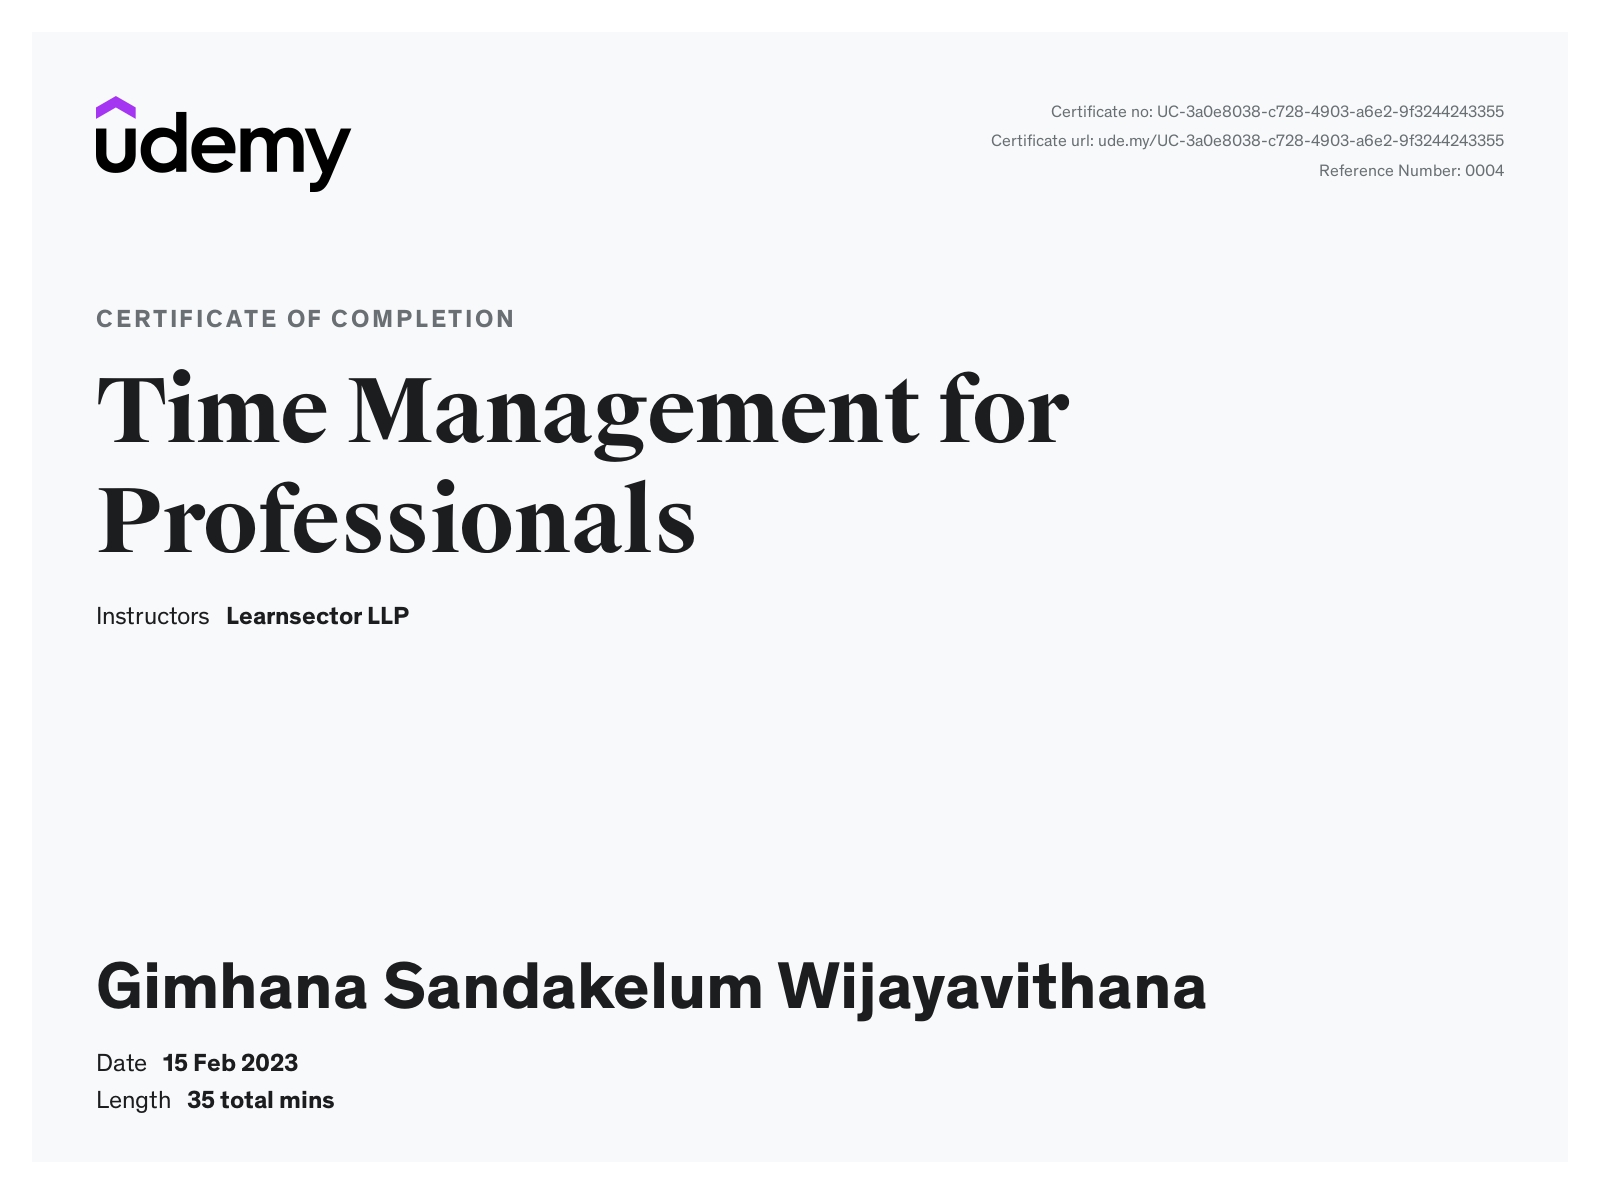 udemy
Certificate no: UC-3a0e8038-c728-4903-a6e2-9f3244243355
Certificate url: ude.my/UC-3a0e8038-c728-4903-a6e2-9f3244243355
Reference Number: 0004
CERTIFICATE OF COMPLETION
Time Management for
Professionals
Instructors Learnsector LLP
Gimhana Sandakelum Wijayavithana
Date 15 Feb 2023
Length 35 total mins